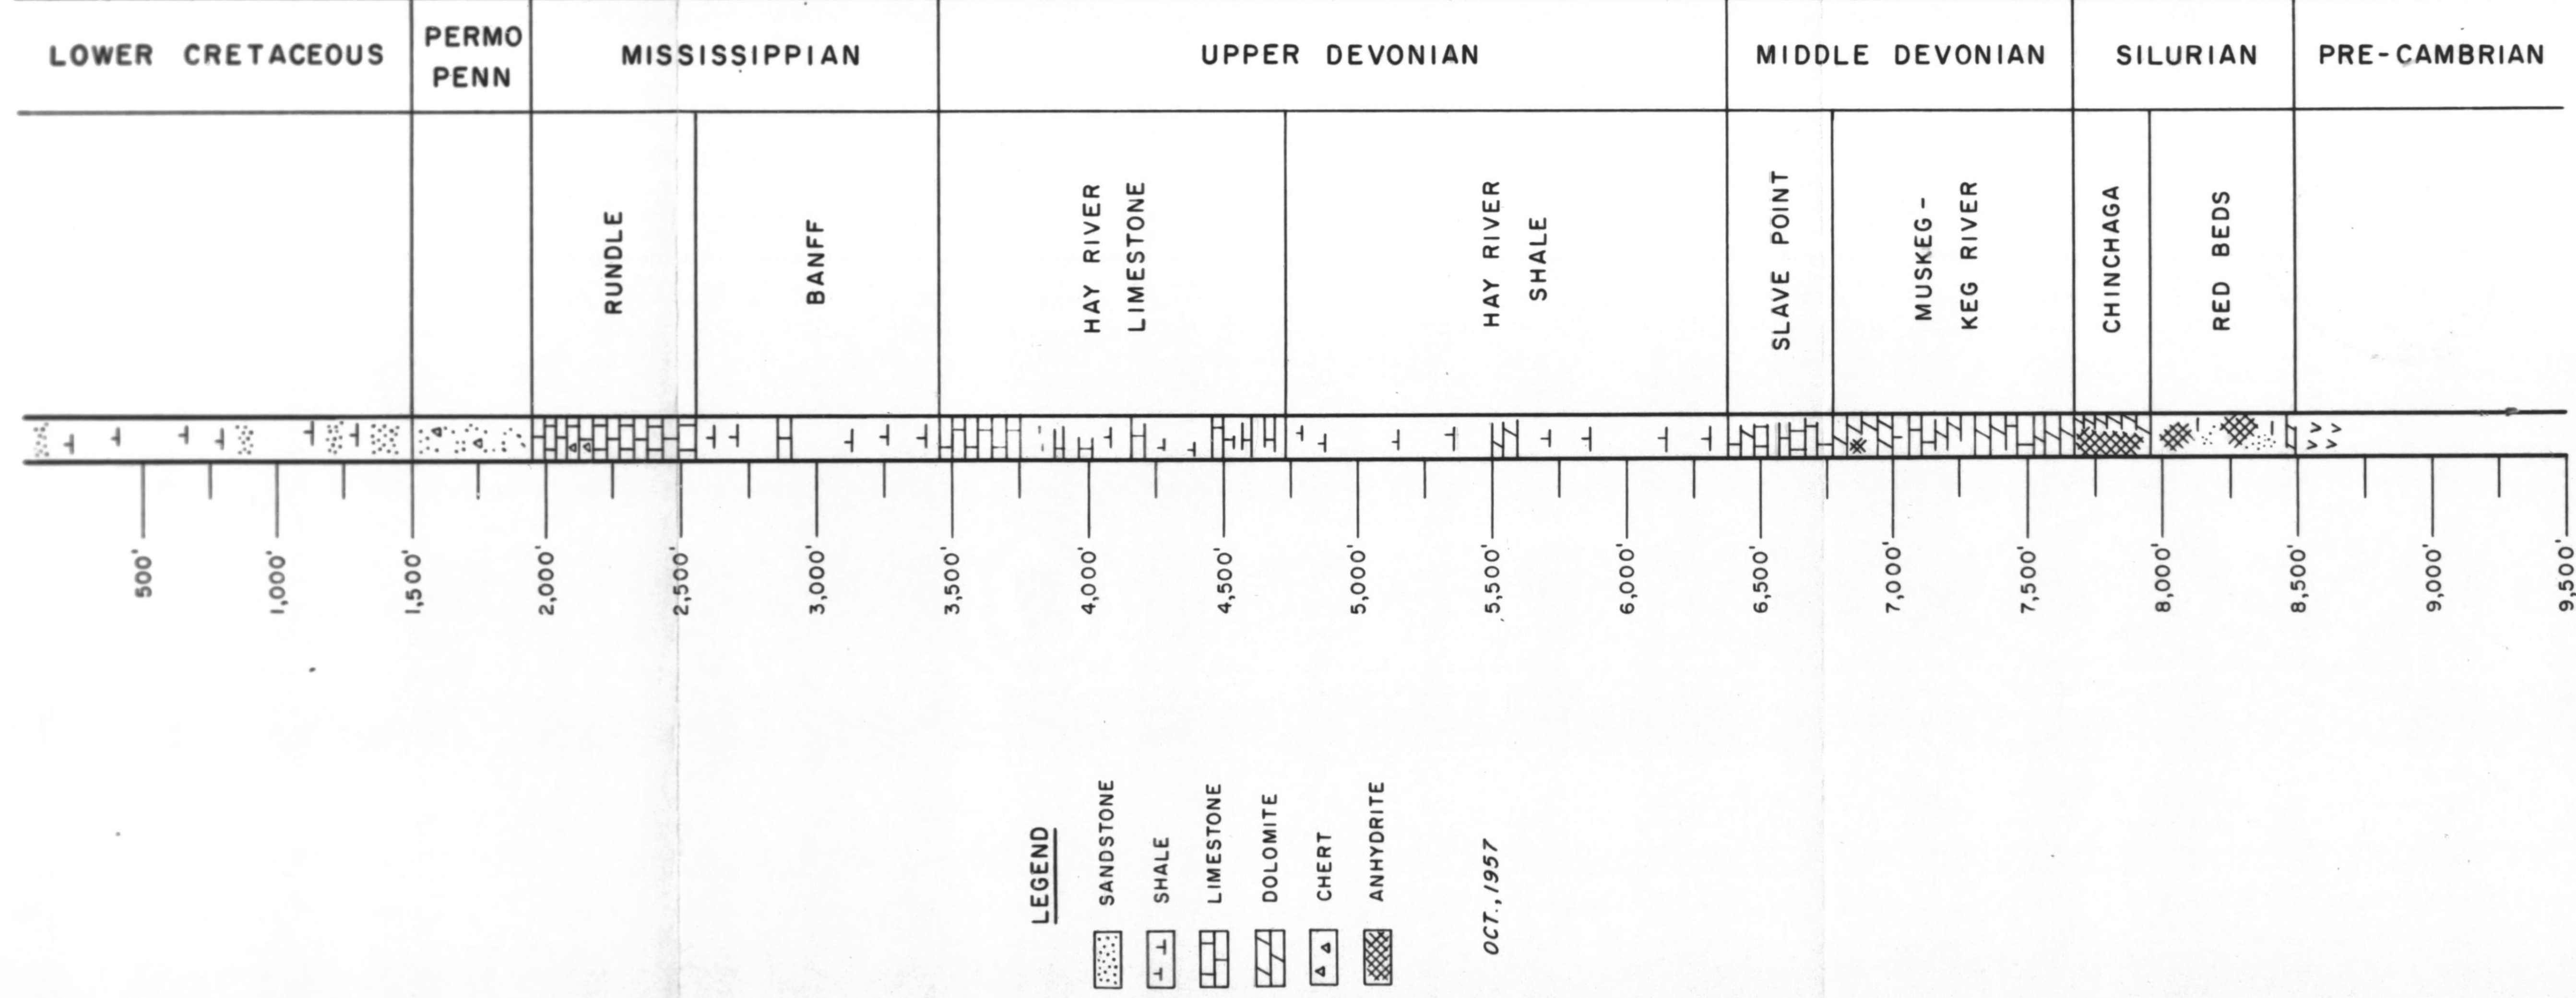 LOWER CRETACEOUS
PERMO
PENN
MISSISSIPPIAN
UPPER DEVONIAN
MIDDLE DEVONIAN
SILURIAN
PRE-CAMBRIAN
RUNDLE
BANFF
HAY RIVER
LIMESTONE
HAY RIVER
SHALE
SLAVE POINT
MUSKEG-
KEG RIVER
CHINCHAGA
RED BEDS
500'
1,000'
1,500'
2,000'
2,500'
3,000'
3,500'
4,000'
4,500'
5,000'
5,500'
6,000'
6,500'
7,000'
7,500'
8,000'
8,500'
9,000'
9,500'
LEGEND
SANDSTONE
SHALE
LIMESTONE
DOLOMITE
CHERT
ANHYDRITE
OCT., 1957